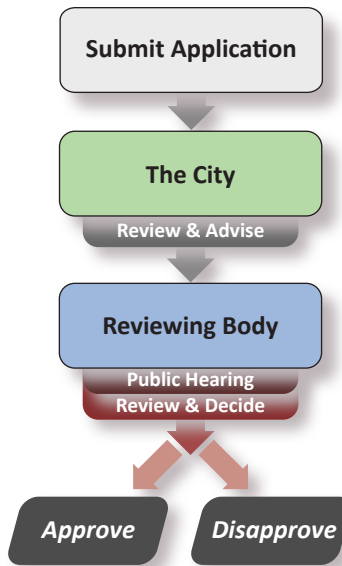 Submit Application
The City
Review & Advise
Reviewing Body
Public Hearing
Review & Decide
Approve
Disapprove